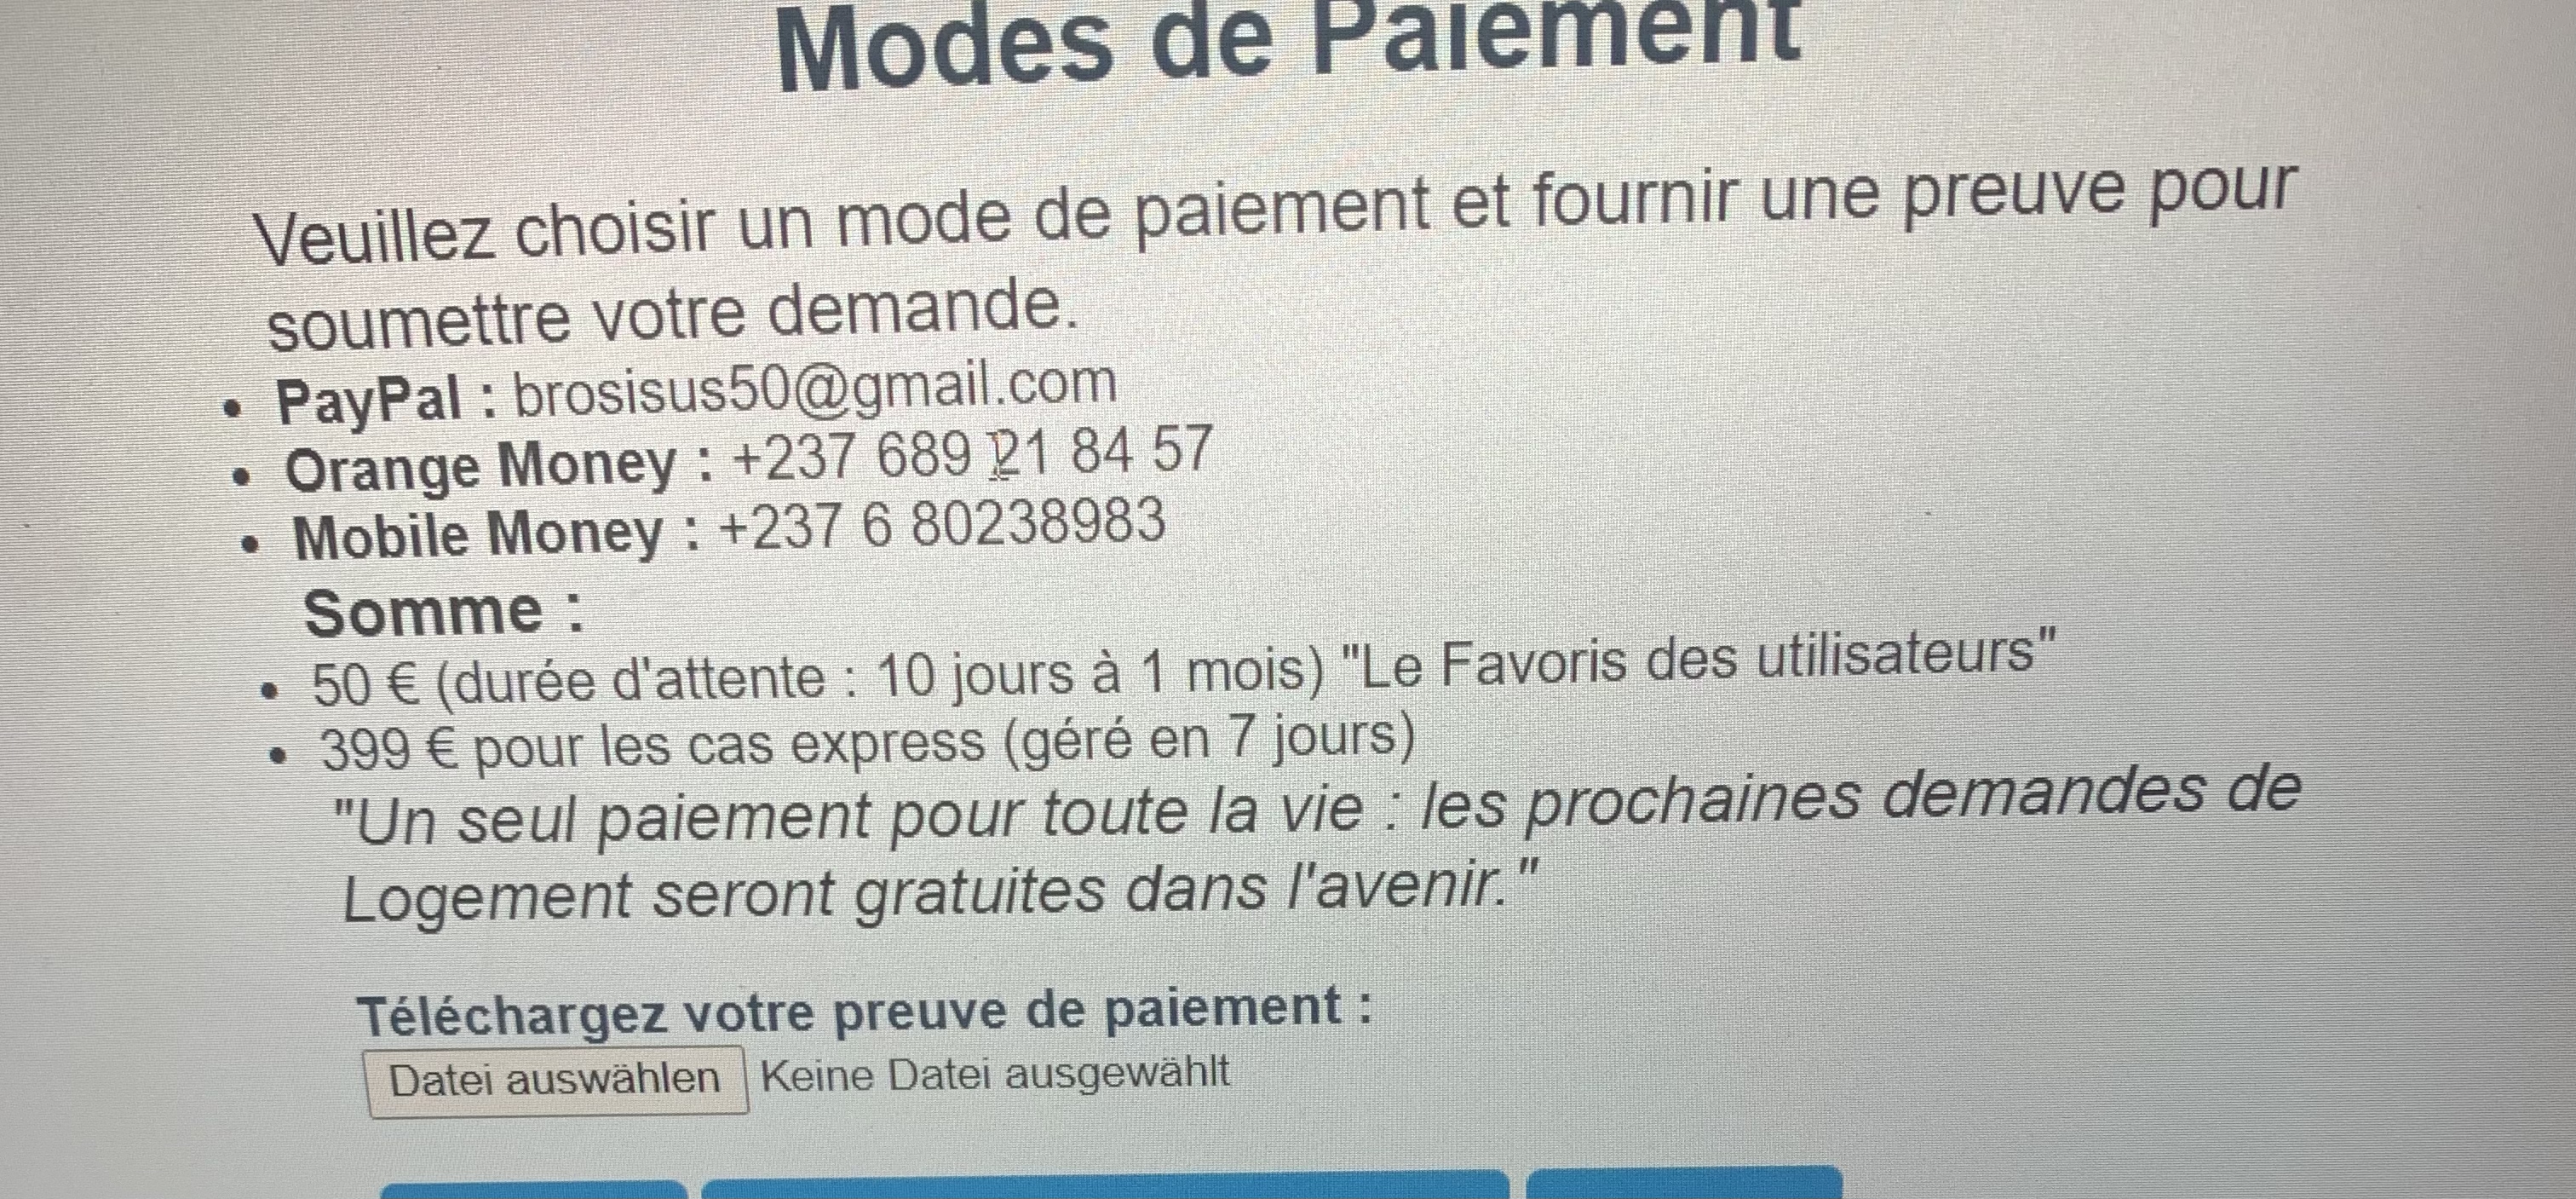 Modes de Paiement
Veuillez choisir un mode de paiement et fournir une preuve pour
soumettre votre demande.
• PayPal : brosisus50@gmail.com
• Orange Money : +237 689 21 84 57
• Mobile Money : +237 6 80238983
Somme :
• 50 € (durée d'attente : 10 jours à 1 mois) "Le Favoris des utilisateurs"
• 399 € pour les cas express (géré en 7 jours)
"Un seul paiement pour toute la vie : les prochaines demandes de
Logement seront gratuites dans l'avenir."
Téléchargez votre preuve de paiement :
Datei auswählen Keine Datei ausgewählt